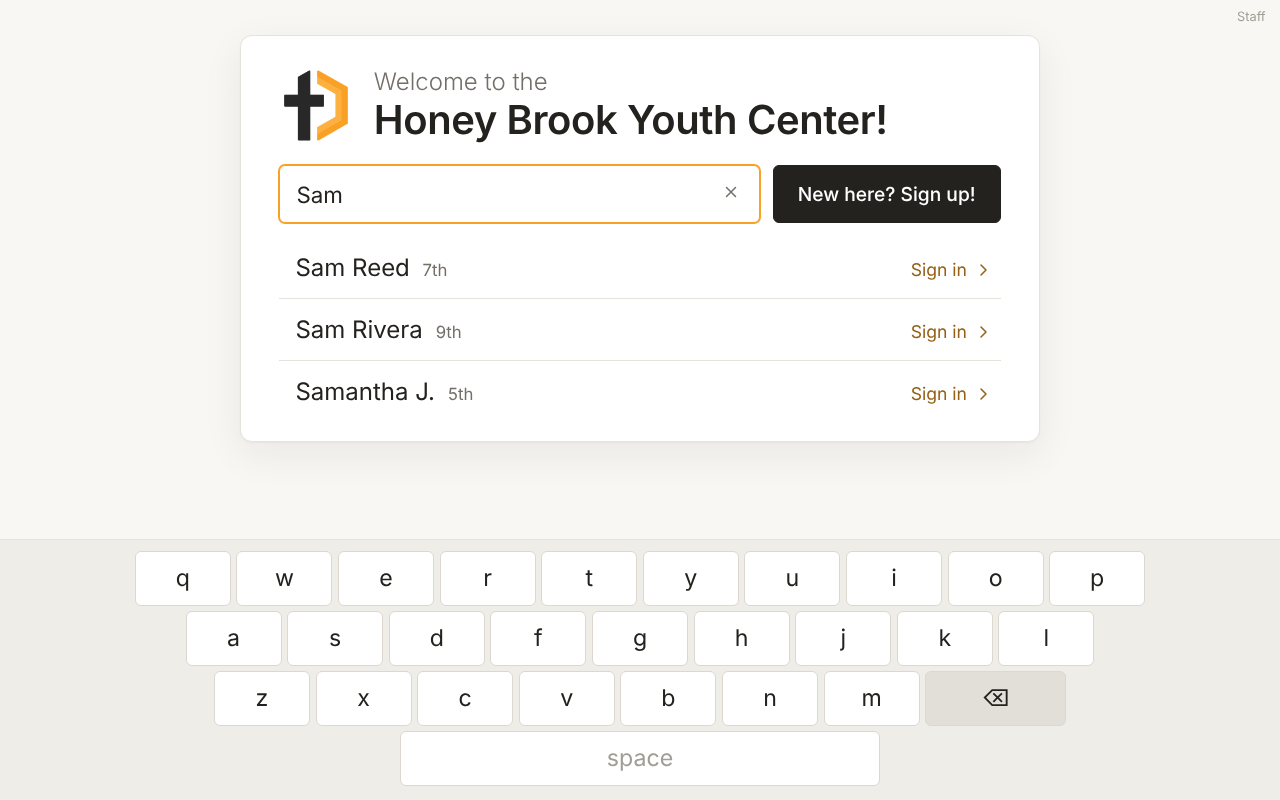 Staff
Welcome to the
Honey Brook Youth Center!
Sam
New here? Sign up!
Sam Reed 7th Sign in
Sam Rivera 9th Sign in
Samantha J. 5th Sign in
q w e r t y u i o p
a s d f g h j k l
z x c v b n m
space